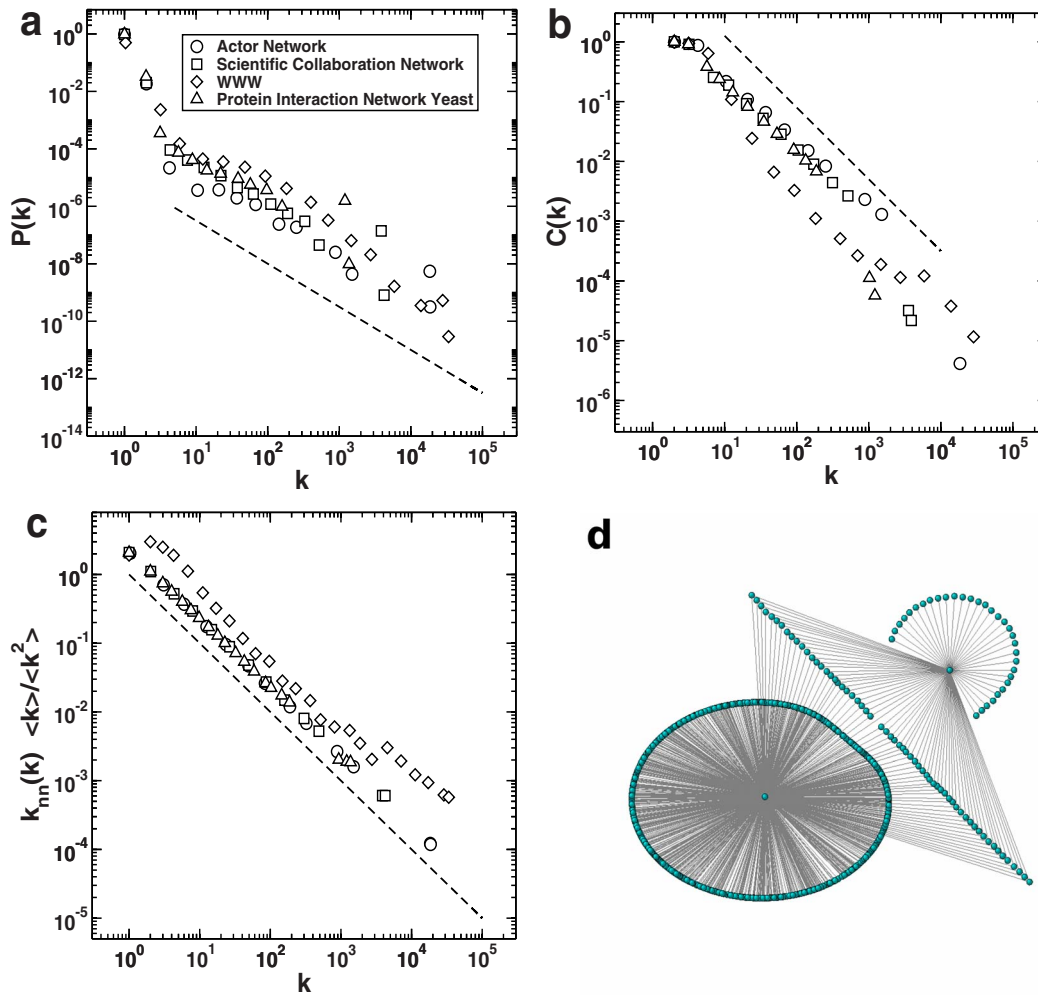 a
10^0
10^-2
10^-4
10^-6
10^-8
10^-10
10^-12
10^-14
P(k)
Actor Network
Scientific Collaboration Network
WWW
Protein Interaction Network Yeast
10^0 10^1 10^2 10^3 10^4 10^5
k
b
10^0
10^-1
10^-2
10^-3
10^-4
10^-5
10^-6
C(k)
10^0 10^1 10^2 10^3 10^4 10^5
k
c
10^0
10^-1
10^-2
10^-3
10^-4
10^-5
k_nn(k) <k>/<k^2>
10^0 10^1 10^2 10^3 10^4 10^5
k
d